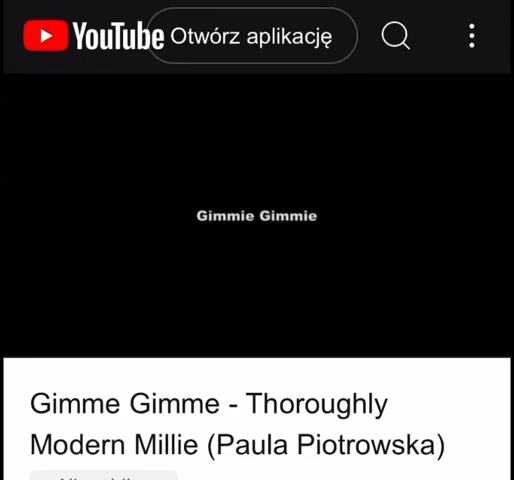 YouTube Otwórz aplikację
Gimmie Gimmie
Gimme Gimme - Thoroughly
Modern Millie (Paula Piotrowska)